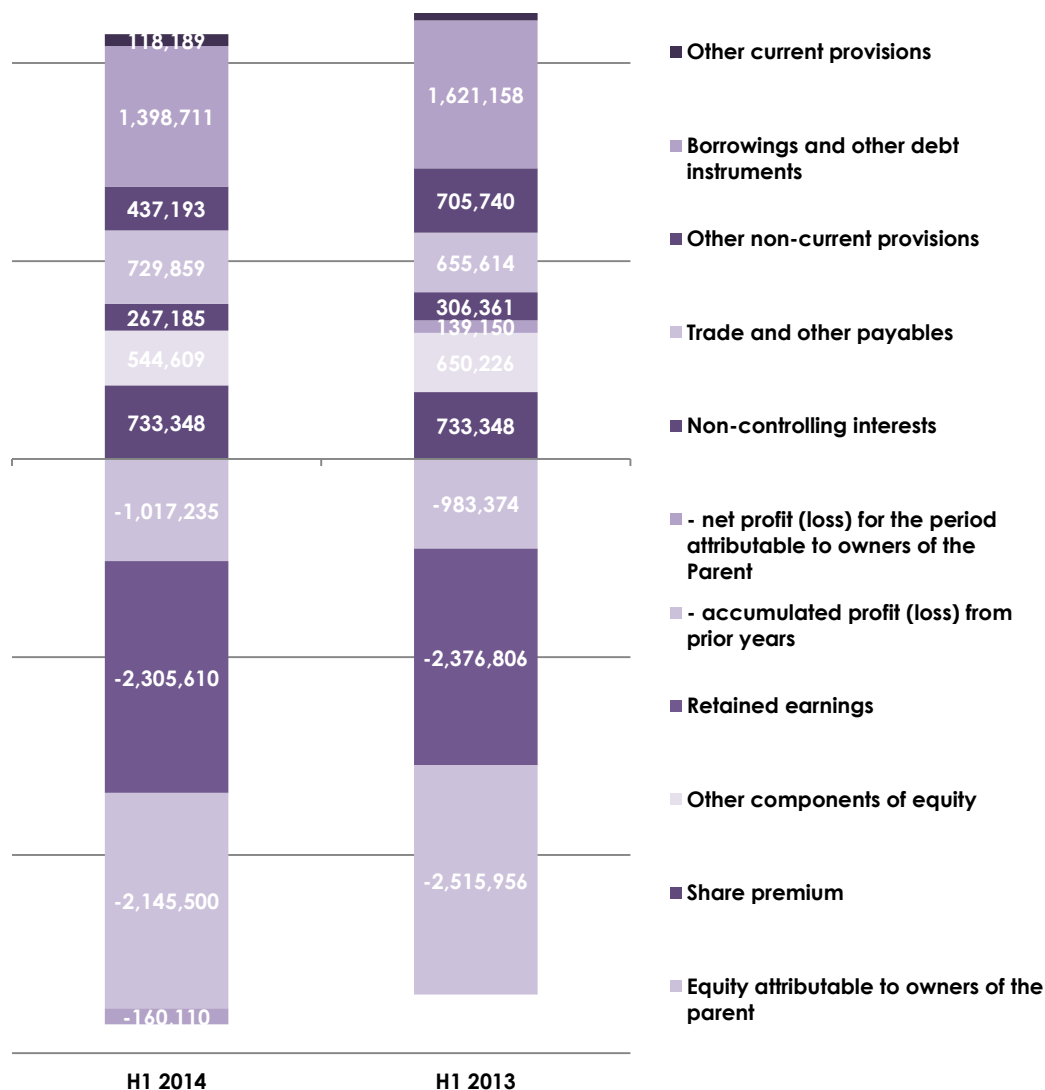 118,189
1,398,711
437,193
729,859
267,185
544,609
733,348
-1,017,235
-2,305,610
-2,145,500
-160,110
H1 2014
1,621,158
705,740
655,614
306,361
139,150
650,226
733,348
-983,374
-2,376,806
-2,515,956
H1 2013
Other current provisions
Borrowings and other debt
instruments
Other non-current provisions
Trade and other payables
Non-controlling interests
- net profit (loss) for the period
attributable to owners of the
Parent
- accumulated profit (loss) from
prior years
Retained earnings
Other components of equity
Share premium
Equity attributable to owners of the
parent